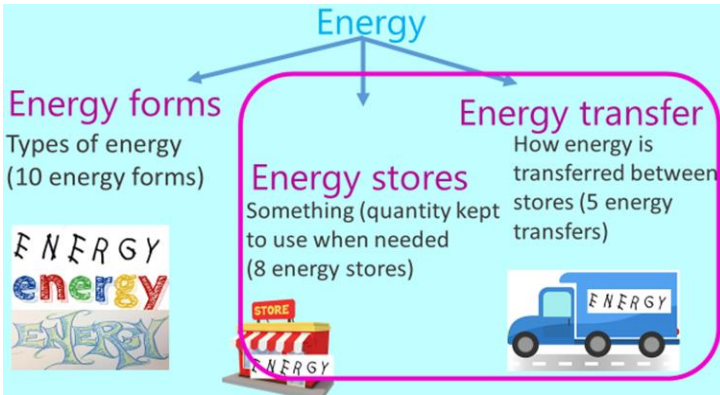 Energy
Energy forms
Types of energy
(10 energy forms)
ENERGY
energy
ENERGY
Energy stores
Something (quantity kept
to use when needed
(8 energy stores)
STORE
ENERGY
Energy transfer
How energy is
transferred between
stores (5 energy
transfers)
ENERGY